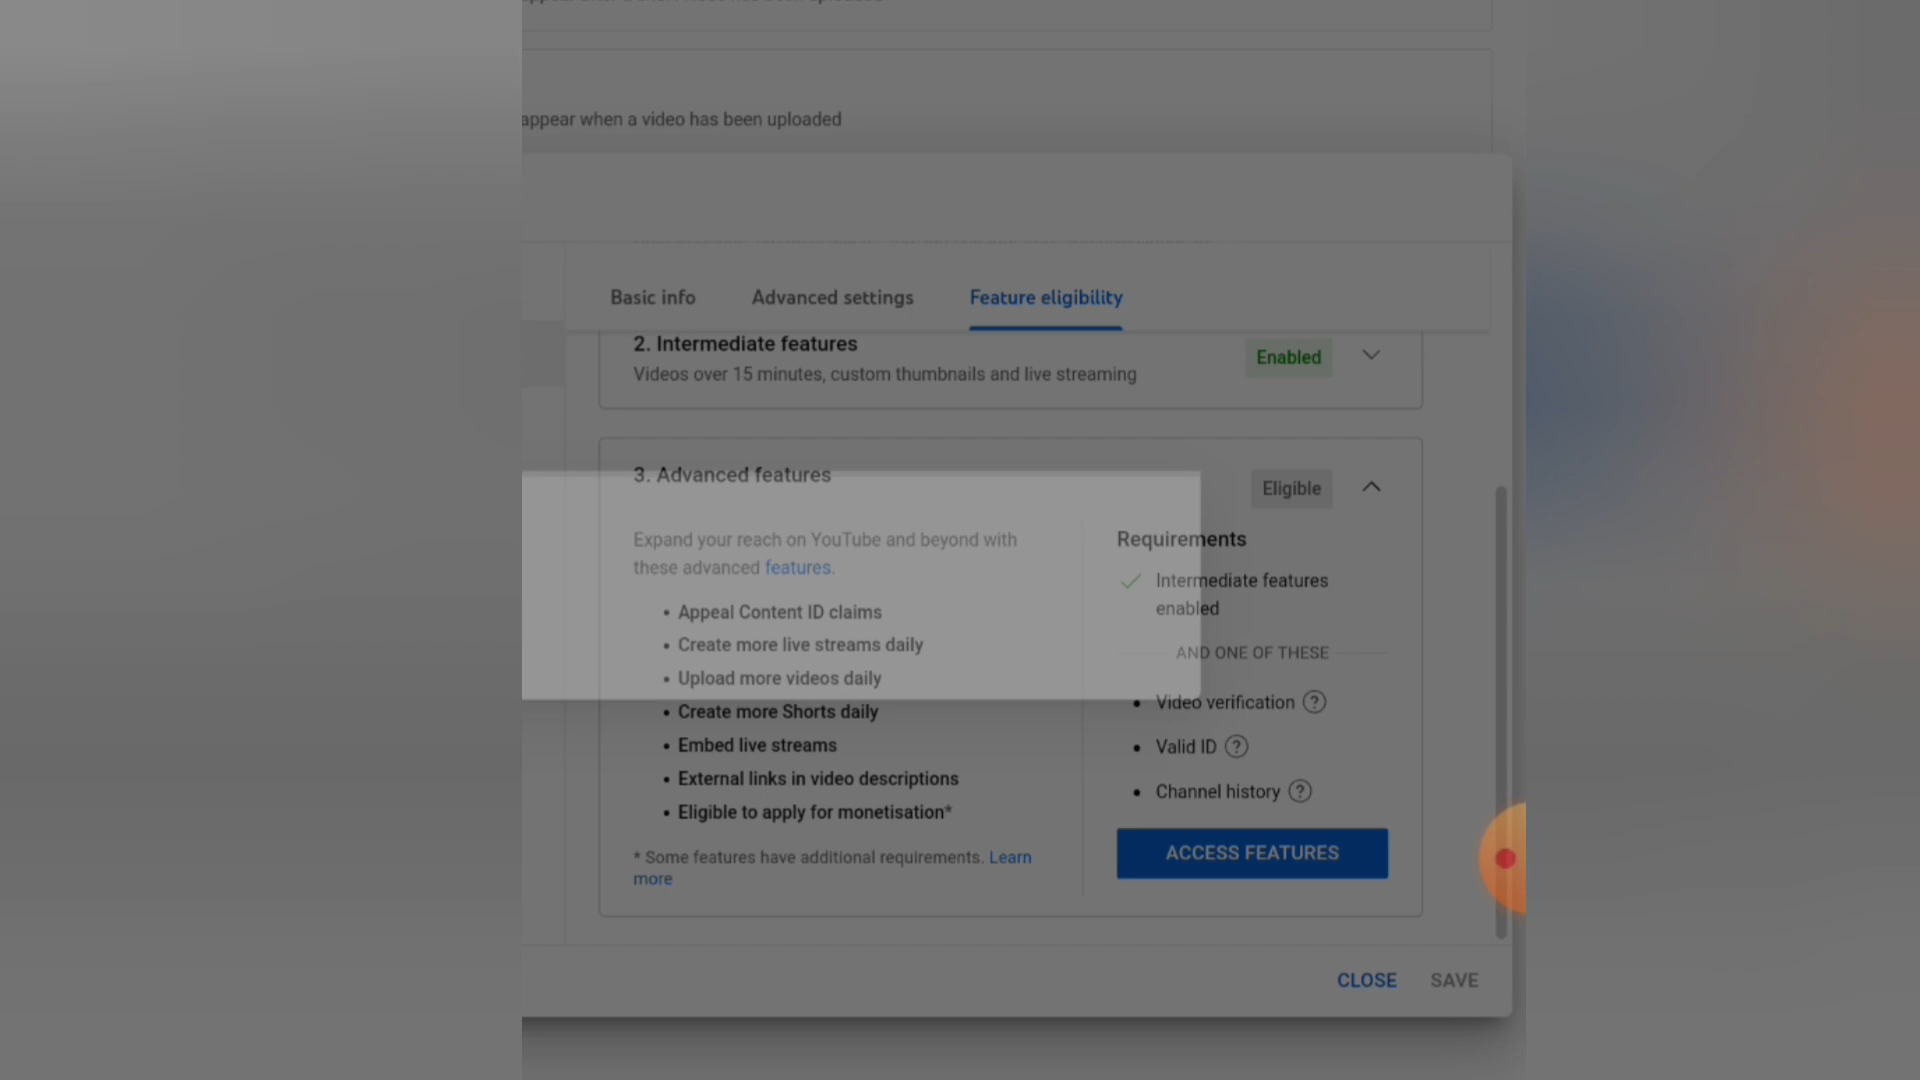 appear when a video has been uploaded
Basic info Advanced settings Feature eligibility
2. Intermediate features
Enabled
Videos over 15 minutes, custom thumbnails and live streaming
3. Advanced features
Eligible
Expand your reach on YouTube and beyond with
these advanced features.
• Appeal Content ID claims
• Create more live streams daily
• Upload more videos daily
• Create more Shorts daily
• Embed live streams
• External links in video descriptions
• Eligible to apply for monetisation*
* Some features have additional requirements. Learn
more
Requirements
Intermediate features
enabled
AND ONE OF THESE
• Video verification ?
• Valid ID ?
• Channel history ?
ACCESS FEATURES
CLOSE SAVE